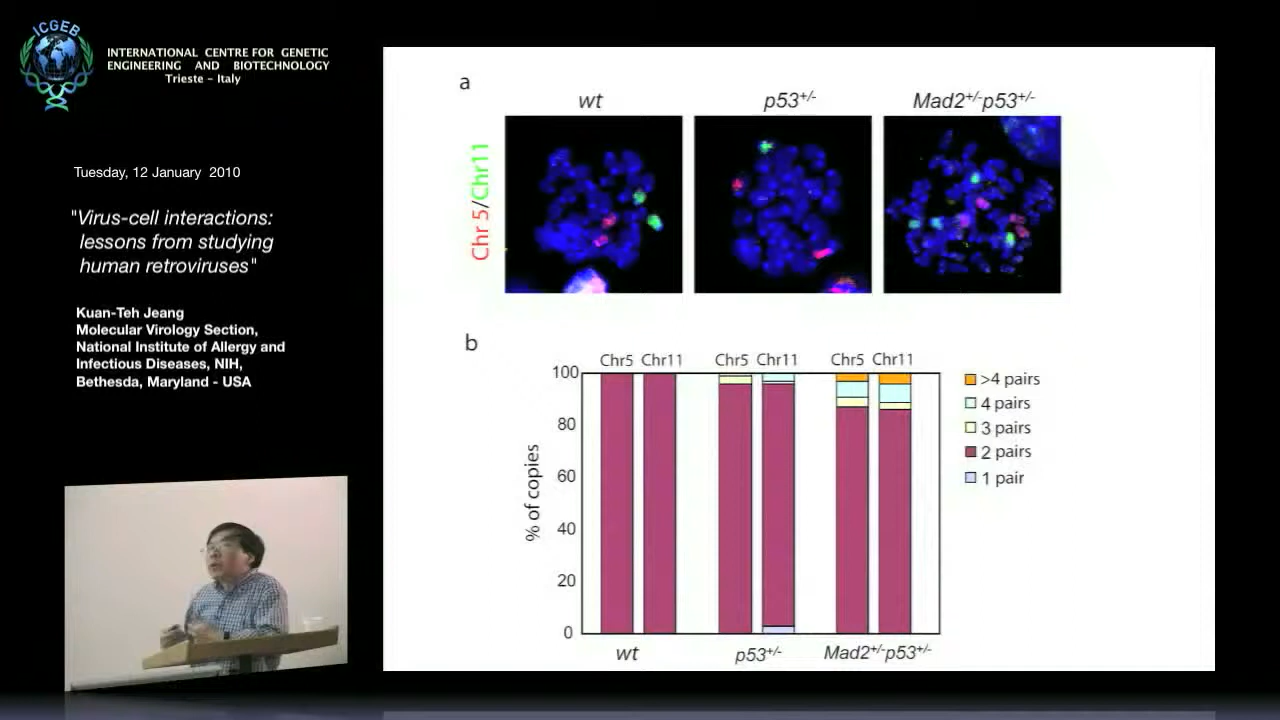 ICGEB
INTERNATIONAL CENTRE FOR GENETIC
ENGINEERING AND BIOTECHNOLOGY
Trieste - Italy
Tuesday, 12 January 2010
"Virus-cell interactions:
lessons from studying
human retroviruses"
Kuan-Teh Jeang
Molecular Virology Section,
National Institute of Allergy and
Infectious Diseases, NIH,
Bethesda, Maryland - USA
a
wt p53+/- Mad2+/-p53+/-
Chr 5/Chr11
b
Chr5 Chr11 Chr5 Chr11 Chr5 Chr11
100
80
60
40
20
0
% of copies
>4 pairs
4 pairs
3 pairs
2 pairs
1 pair
wt p53+/- Mad2+/-p53+/-